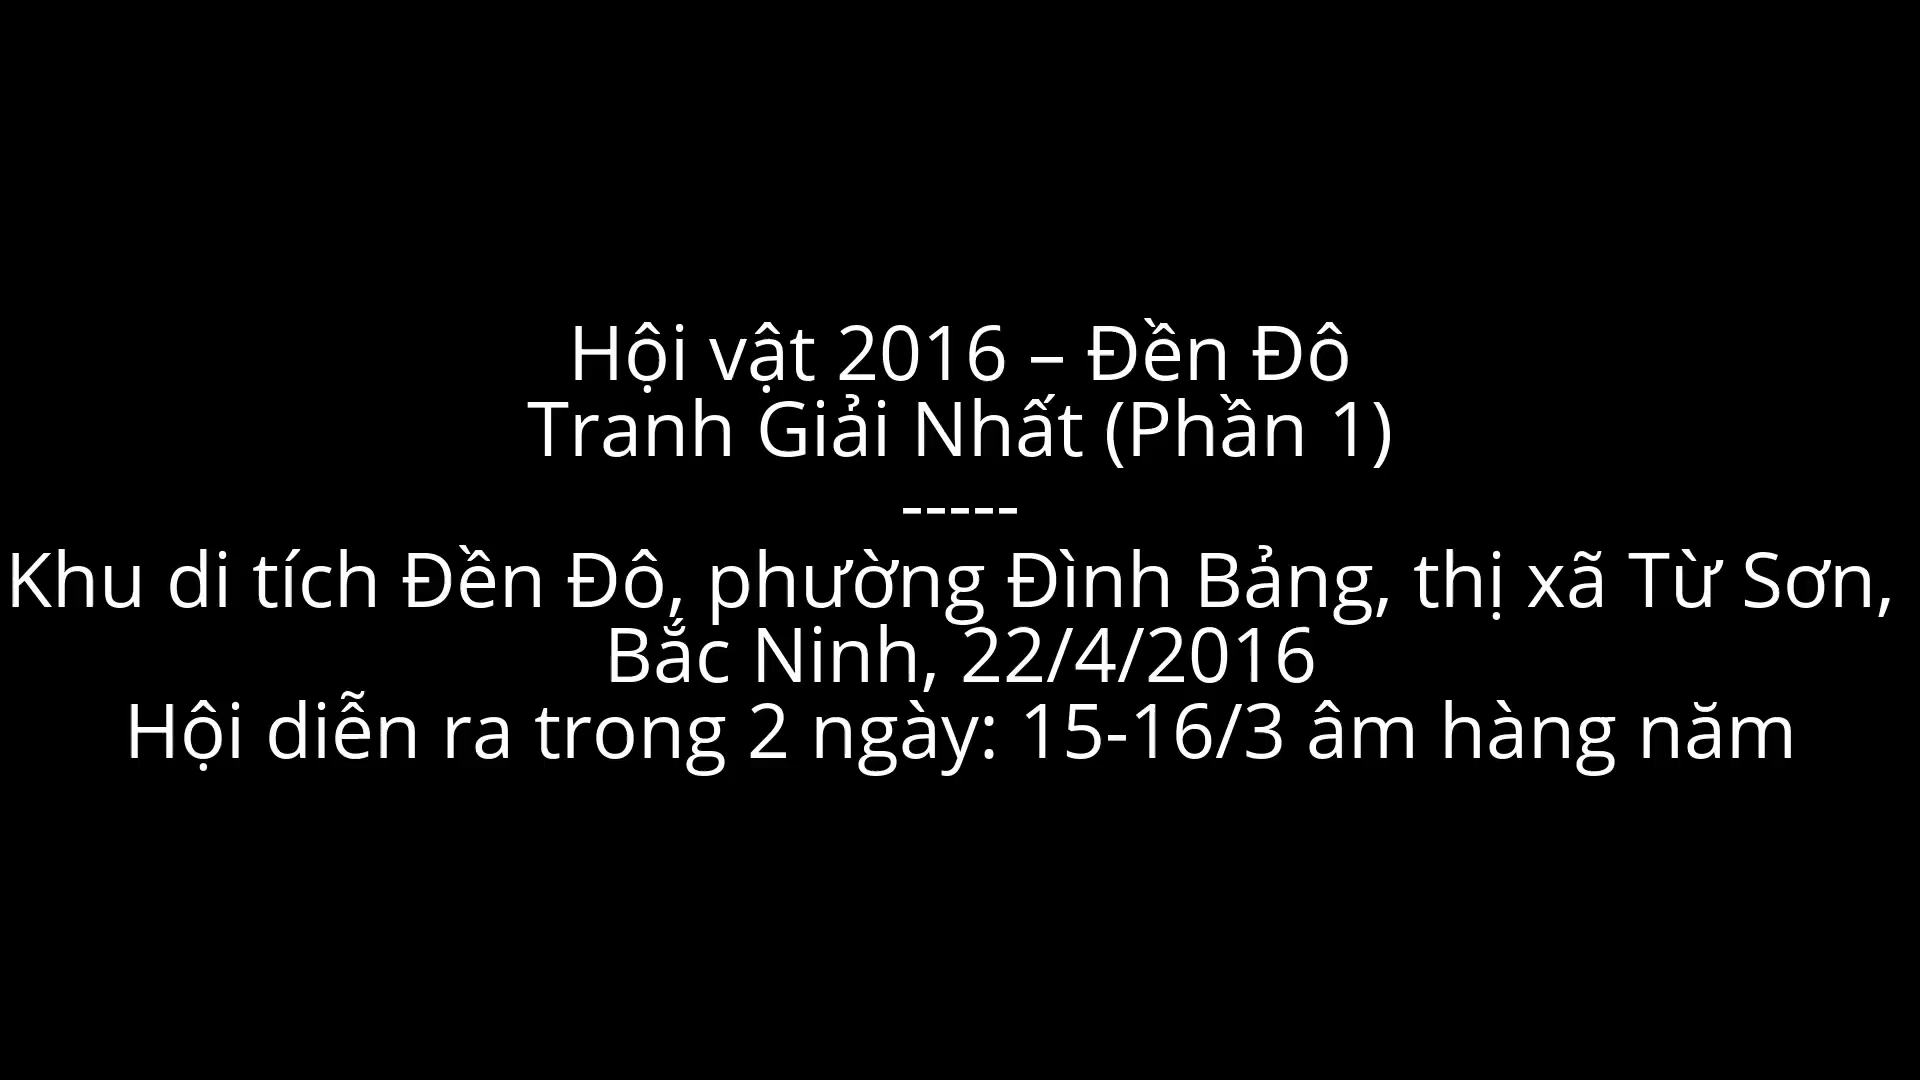 Hội vật 2016 – Đền Đô
Tranh Giải Nhất (Phần 1)
-----
Khu di tích Đền Đô, phường Đình Bảng, thị xã Từ Sơn,
Bắc Ninh, 22/4/2016
Hội diễn ra trong 2 ngày: 15-16/3 âm hàng năm